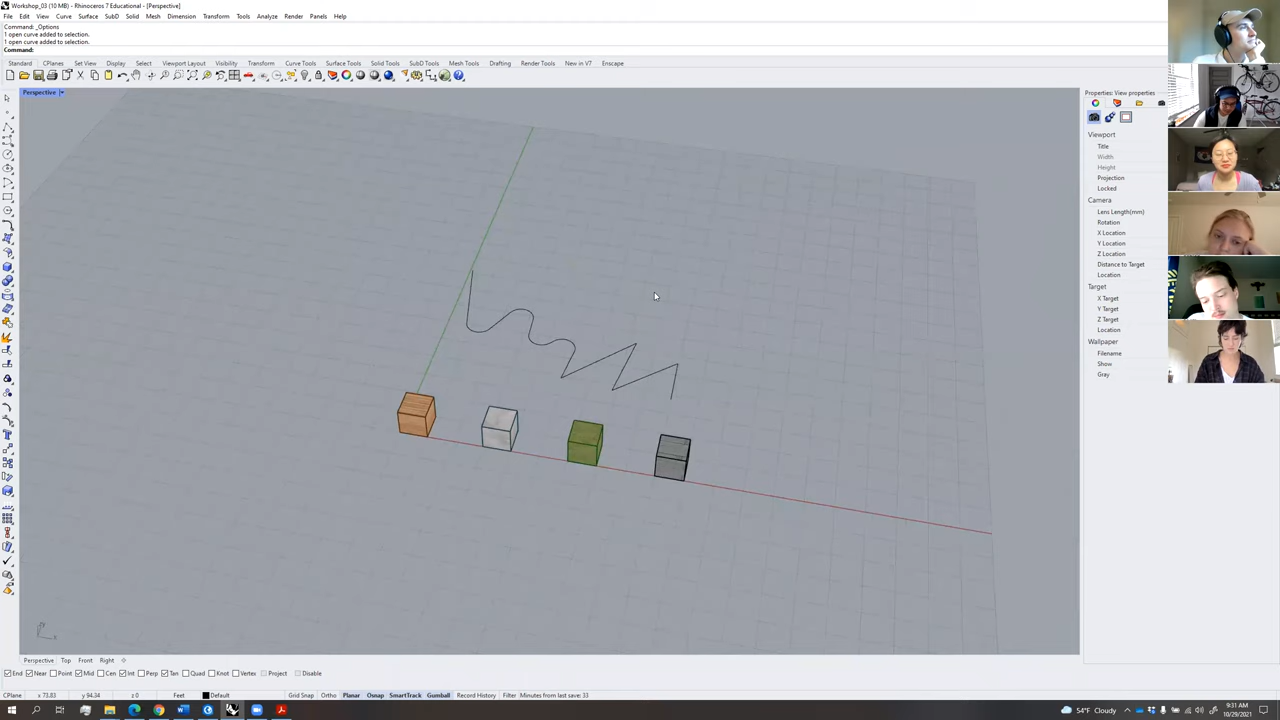 Workshop_03 (10 MB) - Rhinoceros 7 Educational - [Perspective]
File Edit View Curve Surface SubD Solid Mesh Dimension Transform Tools Analyze Render Panels Help
Command: _Options
1 open curve added to selection.
1 open curve added to selection.
Command:
Standard CPlanes Set View Display Select Viewport Layout Visibility Transform Curve Tools Surface Tools Solid Tools SubD Tools Mesh Tools Drafting Render Tools New in V7 Enscape
Perspective
Properties: View properties
Viewport
Title
Width
Height
Projection
Locked
Camera
Lens Length(mm)
Rotation
X Location
Y Location
Z Location
Distance to Target
Location
Target
X Target
Y Target
Z Target
Location
Wallpaper
Filename
Show
Gray
Perspective Top Front Right
End Near Point Mid Cen Int Perp Tan Quad Knot Vertex Project Disable
CPlane x 73.83 y 94.34 z 0 Feet Default Grid Snap Ortho Planar Osnap SmartTrack Gumball Record History Filter Minutes from last save: 33
54°F Cloudy
9:31 AM
10/29/2021